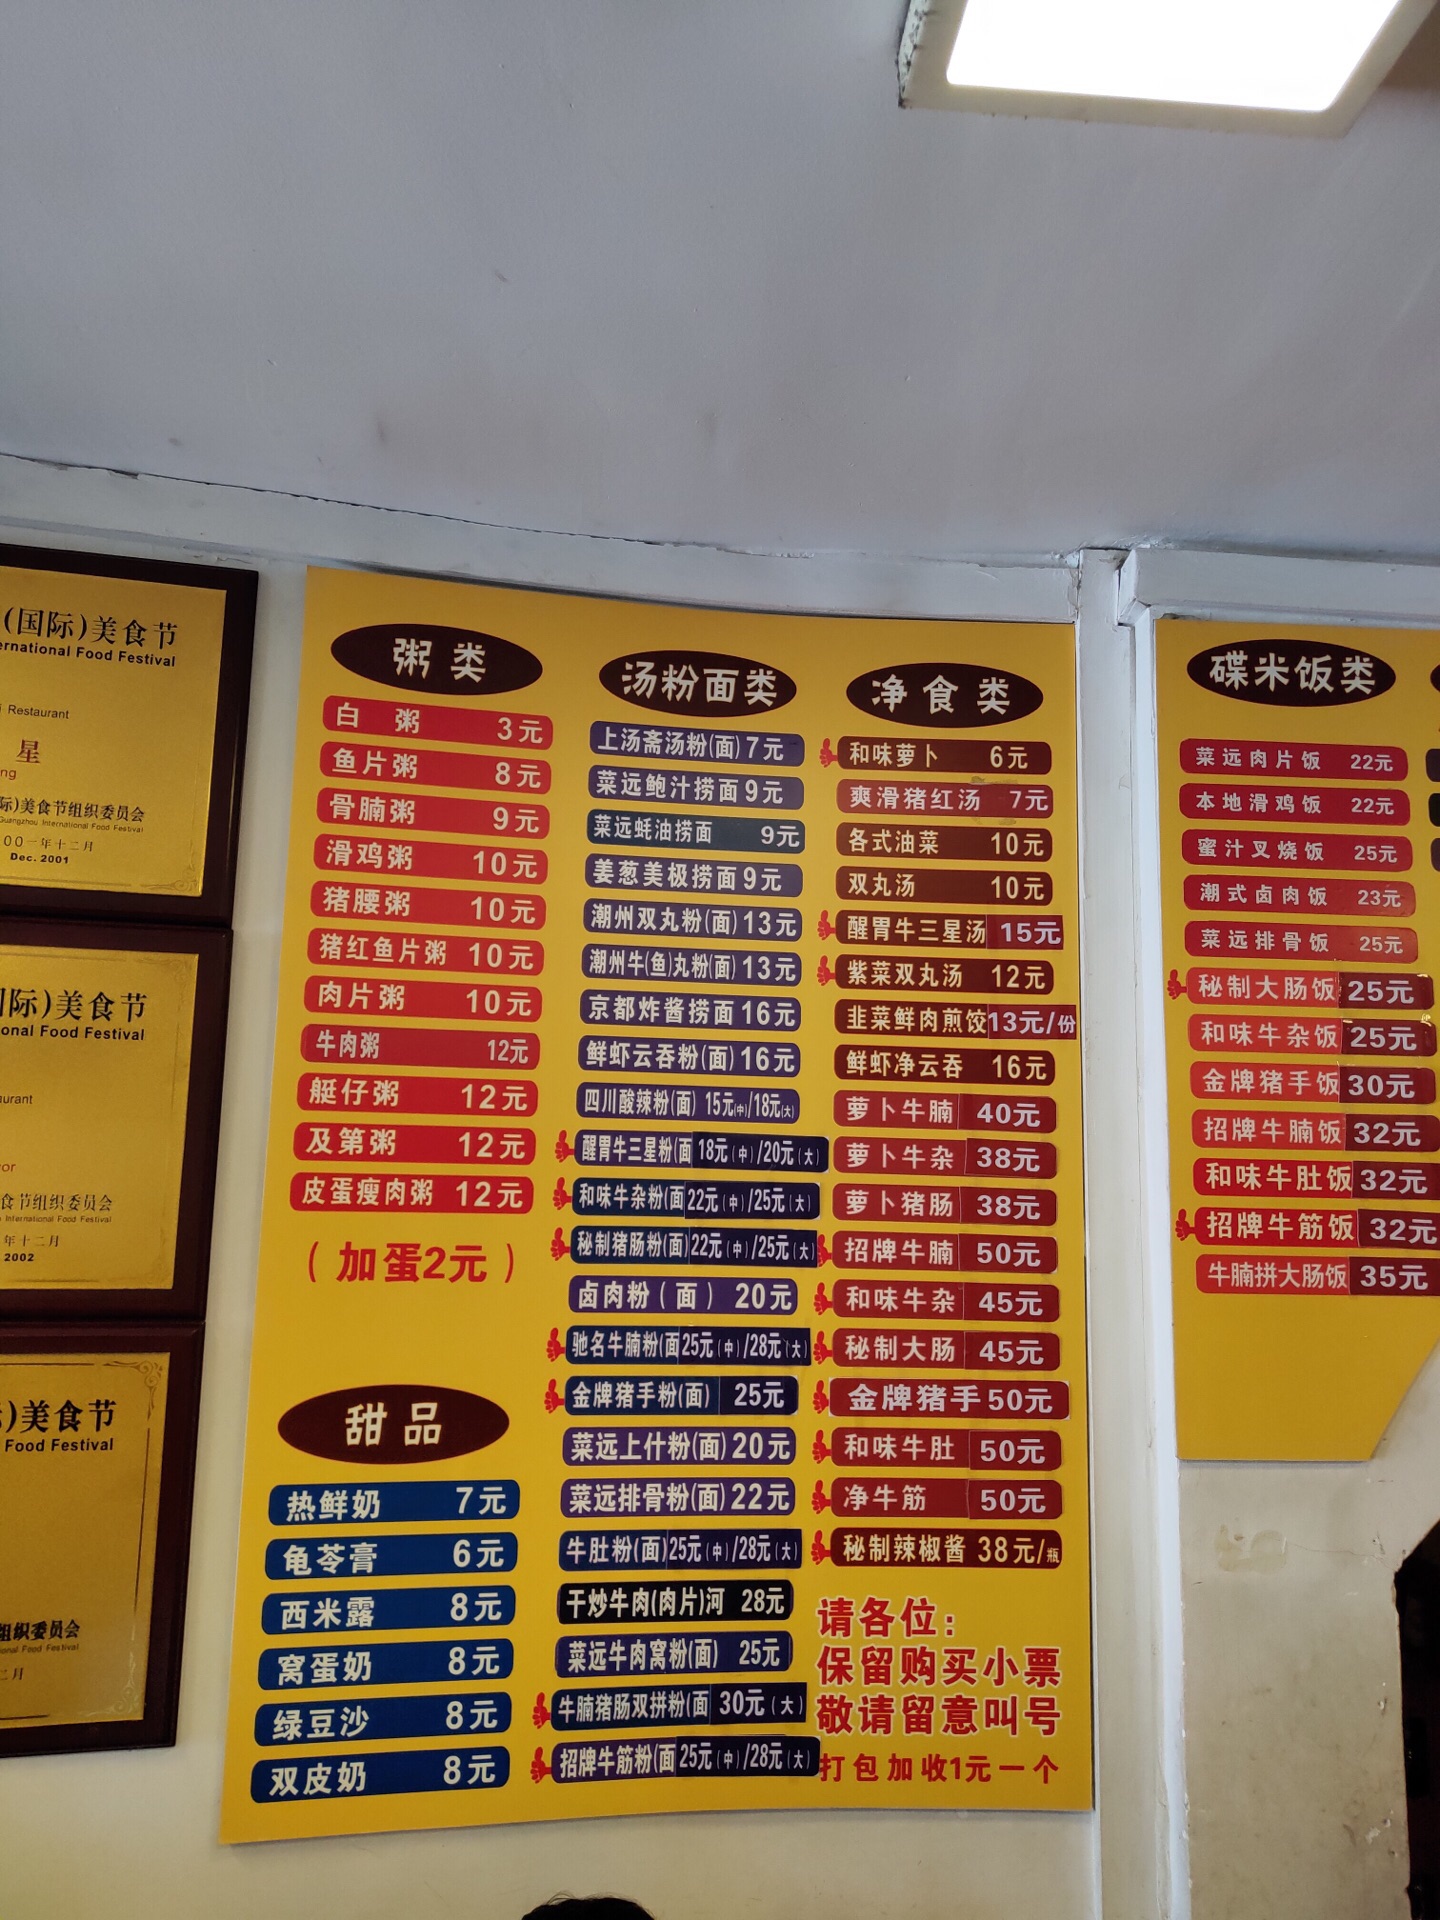 (国际)美食节
ernational Food Festival
Restaurant
星
ng
际)美食节组织委员会
Guangzhou International Food Festival
00一年十二月
Dec. 2001
际)美食节
onal Food Festival
aurant
or
食节组织委员会
International Food Festival
年十二月
2002
)美食节
Food Festival
组织委员会
ional Food Festival
二月
粥类
白粥 3元
鱼片粥 8元
骨腩粥 9元
滑鸡粥 10元
猪腰粥 10元
猪红鱼片粥 10元
肉片粥 10元
牛肉粥 12元
艇仔粥 12元
及第粥 12元
皮蛋瘦肉粥 12元
(加蛋2元)
甜品
热鲜奶 7元
龟苓膏 6元
西米露 8元
窝蛋奶 8元
绿豆沙 8元
双皮奶 8元
汤粉面类
上汤斋汤粉(面)7元
菜远鲍汁捞面9元
菜远蚝油捞面 9元
姜葱美极捞面9元
潮州双丸粉(面)13元
潮州牛(鱼)丸粉(面)13元
京都炸酱捞面16元
鲜虾云吞粉(面)16元
四川酸辣粉(面) 15元(中)/18元(大)
醒胃牛三星粉(面 18元(中)/20元(大)
和味牛杂粉(面 22元(中)/25元(大)
秘制猪肠粉(面) 22元(中)/25元(大)
卤肉粉(面) 20元
驰名牛腩粉(面 25元(中)/28元(大)
金牌猪手粉(面) 25元
菜远上什粉(面)20元
菜远排骨粉(面)22元
牛肚粉(面) 25元(中)/28元(大)
干炒牛肉(肉片)河 28元
菜远牛肉窝粉(面) 25元
牛腩猪肠双拼粉(面 30元(大)
招牌牛筋粉(面 25元(中)/28元(大)
净食类
和味萝卜 6元
爽滑猪红汤 7元
各式油菜 10元
双丸汤 10元
醒胃牛三星汤 15元
紫菜双丸汤 12元
韭菜鲜肉煎饺 13元/份
鲜虾净云吞 16元
萝卜牛腩 40元
萝卜牛杂 38元
萝卜猪肠 38元
招牌牛腩 50元
和味牛杂 45元
秘制大肠 45元
金牌猪手 50元
和味牛肚 50元
净牛筋 50元
秘制辣椒酱 38元/瓶
请各位:
保留购买小票
敬请留意叫号
打包加收1元一个
碟米饭类
菜远肉片饭 22元
本地滑鸡饭 22元
蜜汁叉烧饭 25元
潮式卤肉饭 23元
菜远排骨饭 25元
秘制大肠饭 25元
和味牛杂饭 25元
金牌猪手饭 30元
招牌牛腩饭 32元
和味牛肚饭 32元
招牌牛筋饭 32元
牛腩拼大肠饭 35元